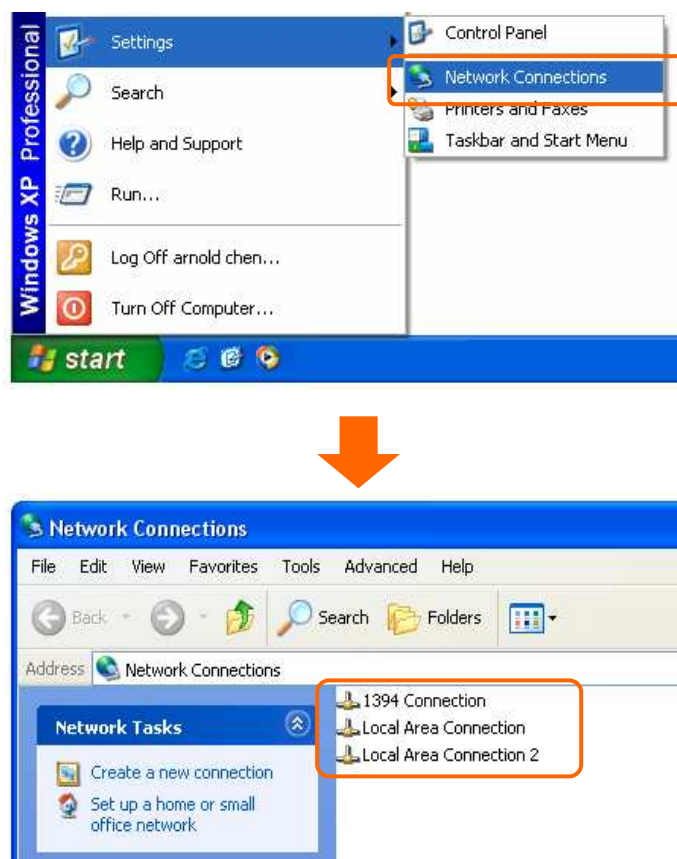 Windows XP Professional
Settings
Search
Help and Support
Run...
Log Off arnold chen...
Turn Off Computer...
Control Panel
Network Connections
Printers and Faxes
Taskbar and Start Menu
start
Network Connections
File Edit View Favorites Tools Advanced Help
Back Search Folders
Address Network Connections
Network Tasks
Create a new connection
Set up a home or small
office network
1394 Connection
Local Area Connection
Local Area Connection 2